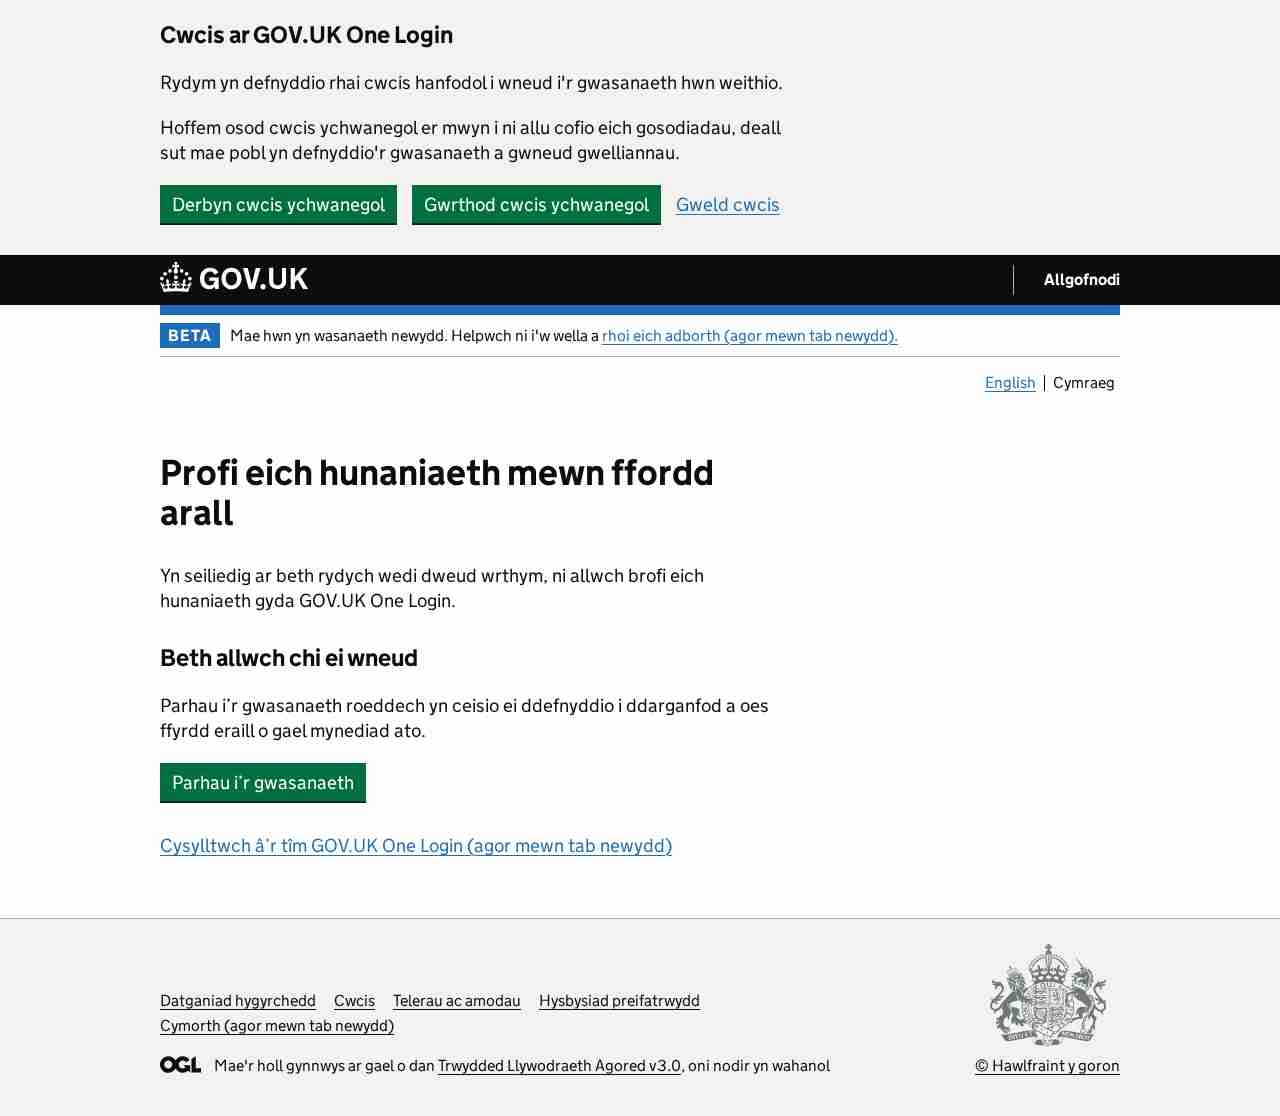 Cwcis ar GOV.UK One Login
Rydym yn defnyddio rhai cwcis hanfodol i wneud i'r gwasanaeth hwn weithio.
Hoffem osod cwcis ychwanegol er mwyn i ni allu cofio eich gosodiadau, deall
sut mae pobl yn defnyddio'r gwasanaeth a gwneud gwelliannau.
Derbyn cwcis ychwanegol Gwrthod cwcis ychwanegol Gweld cwcis
GOV.UK Allgofnodi
BETA Mae hwn yn wasanaeth newydd. Helpwch ni i'w wella a rhoi eich adborth (agor mewn tab newydd).
English Cymraeg
Profi eich hunaniaeth mewn ffordd
arall
Yn seiliedig ar beth rydych wedi dweud wrthym, ni allwch brofi eich
hunaniaeth gyda GOV.UK One Login.
Beth allwch chi ei wneud
Parhau i’r gwasanaeth roeddech yn ceisio ei ddefnyddio i ddarganfod a oes
ffyrdd eraill o gael mynediad ato.
Parhau i’r gwasanaeth
Cysylltwch â’r tîm GOV.UK One Login (agor mewn tab newydd)
Datganiad hygyrchedd Cwcis Telerau ac amodau Hysbysiad preifatrwydd
Cymorth (agor mewn tab newydd)
OGL Mae'r holl gynnwys ar gael o dan Trwydded Llywodraeth Agored v3.0, oni nodir yn wahanol
© Hawlfraint y goron